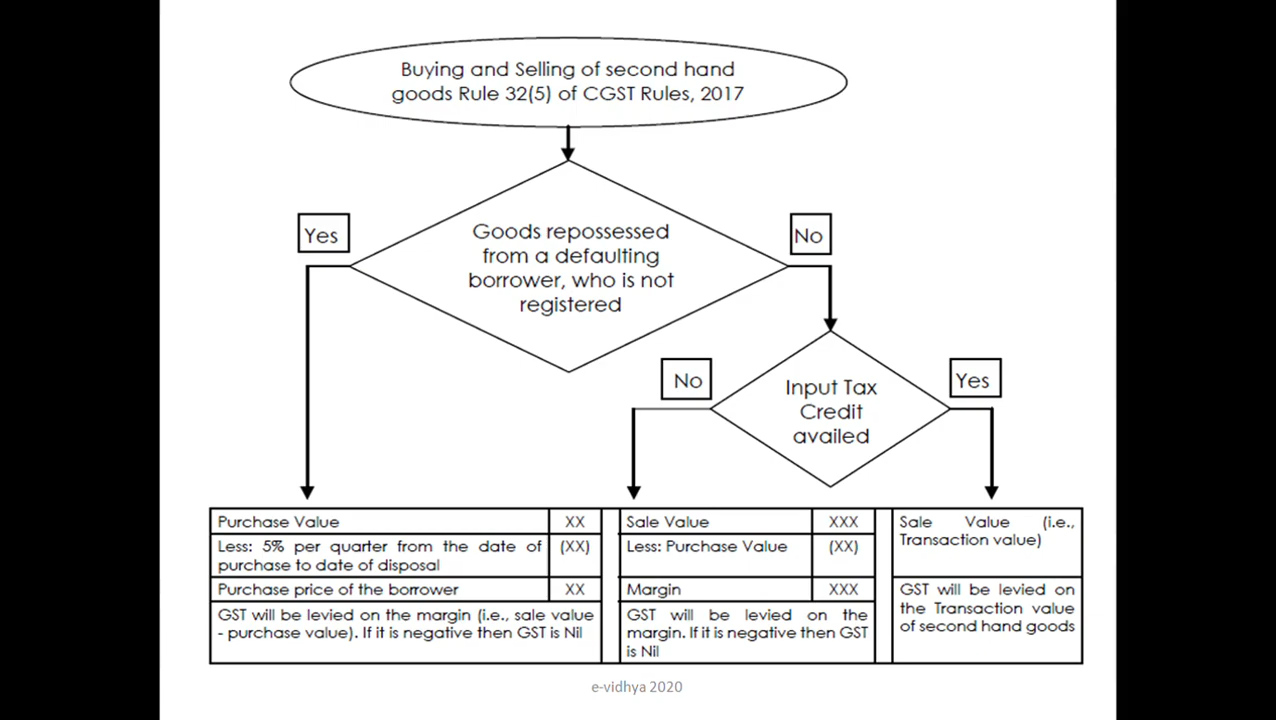 Buying and Selling of second hand
goods Rule 32(5) of CGST Rules, 2017
Yes
Goods repossessed
from a defaulting
borrower, who is not
registered
No
No
Input Tax
Credit
availed
Yes
Purchase Value XX
Less: 5% per quarter from the date of (XX)
purchase to date of disposal
Purchase price of the borrower XX
GST will be levied on the margin (i.e., sale value
- purchase value). If it is negative then GST is Nil
Sale Value XXX
Less: Purchase Value (XX)
Margin XXX
GST will be levied on the
margin. If it is negative then GST
is Nil
Sale Value (i.e.,
Transaction value)
GST will be levied on
the Transaction value
of second hand goods
e-vidhya 2020